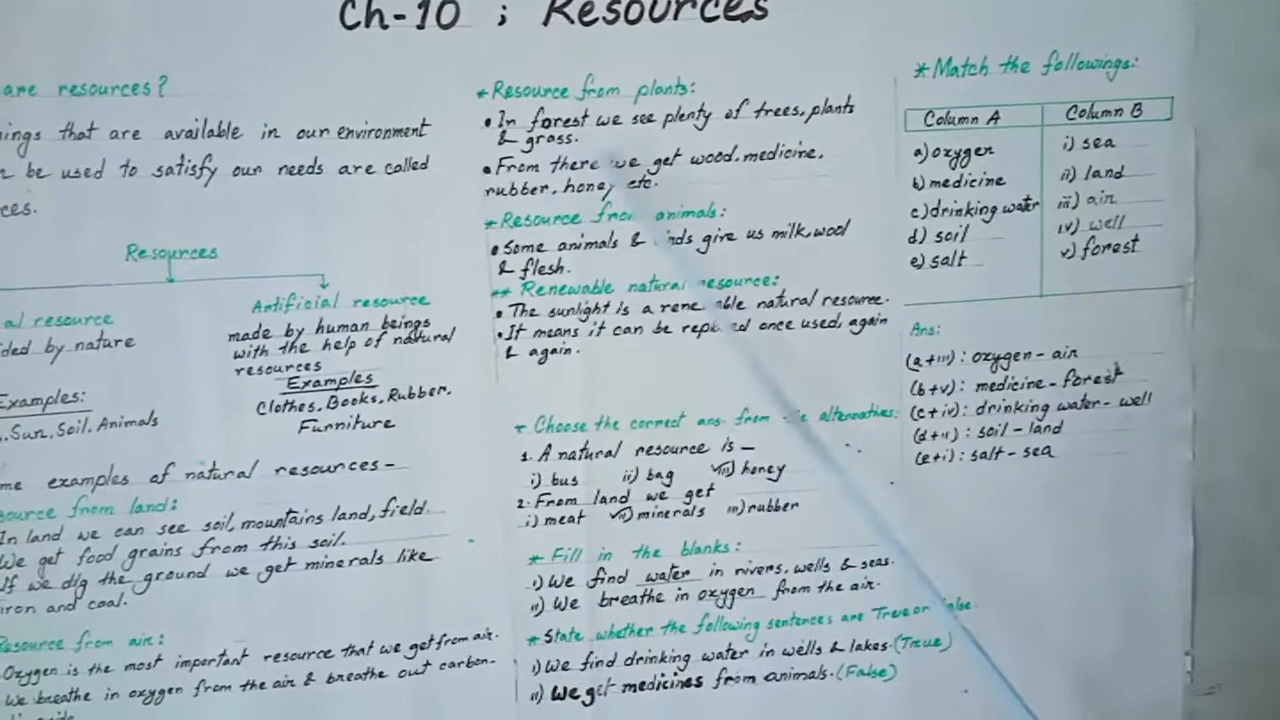 Ch-10 ; Resources
are resources?
ings that are available in our environment
be used to satisfy our needs are called
ces.
Resources
al resource
ded by nature
Examples:
Sun, Soil, Animals
Antificial resource
made by human beings
with the help of natural
resources
Examples
Clothes, Books, Rubber,
Furniture
me examples of natural resources-
source from land:
In land we can see soil, mountains land, field.
We get food grains from this soil.
If we dig the ground we get minerals like
iron and coal.
Resource from air:
Oxygen is the most important resource that we get from air.
We breathe in oxygen from the air & breathe out carbon-
*Resource from plants:
• In forest we see plenty of trees, plants
& grass.
• From there we get wood, medicine,
rubber, honey etc.
*Resource from animals:
• Some animals & give us milk, wool
& flesh.
** Renewable natural resource:
• The sunlight is a natural resource.
• It means it can be once used, again
& again.
* Choose the correct ans. from alternatives:
1. A natural resource is —
i) bus ii) bag ✓iii) honey
2. From land we get
i) meat ✓ii) minerals iii) rubber
* Fill in the blanks:
i) We find water in rivers, wells & seas.
ii) We breathe in oxygen from the air.
* State whether the following sentences are True or False.
i) We find drinking water in wells & lakes. (True)
ii) We get medicines from animals. (False)
*Match the followings:
Column A Column B
a) oxygen i) sea
b) medicine ii) land
c) drinking water iii) air
d) soil iv) well
e) salt v) forest
Ans:
(a+iii): oxygen - air
(b+v): medicine - forest
(c+iv): drinking water - well
(d+ii): soil - land
(e+i): salt - sea